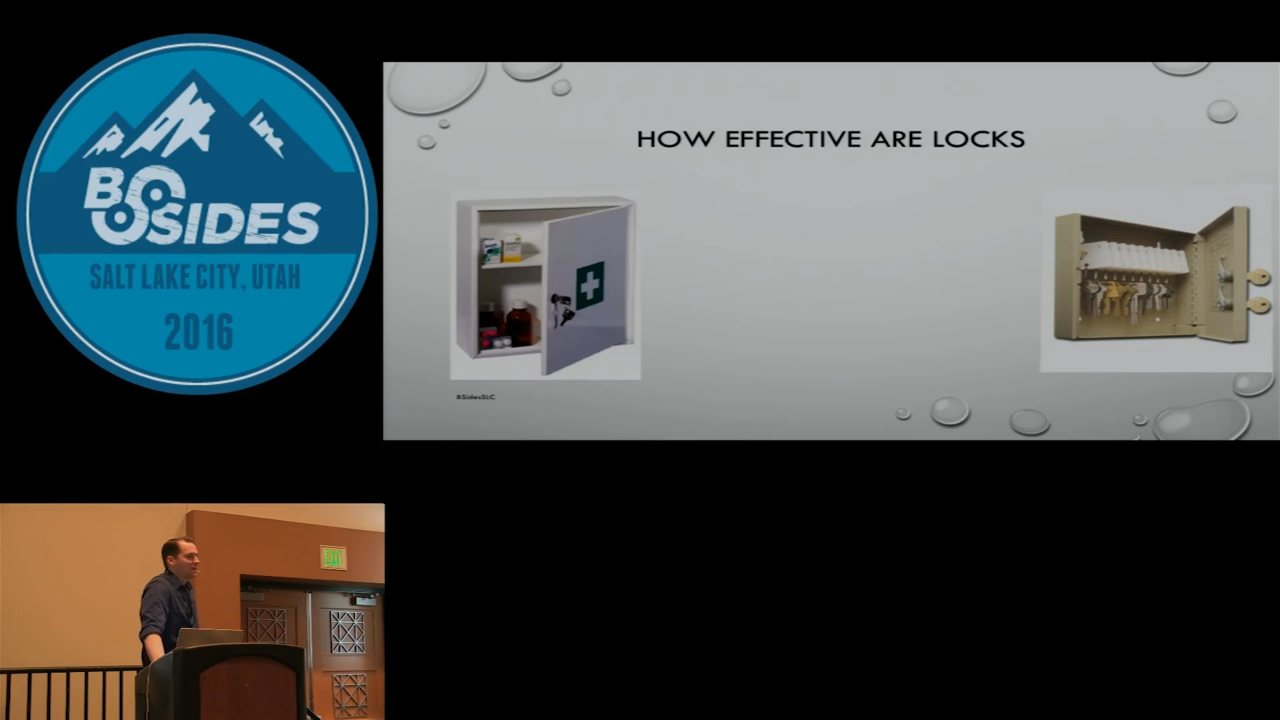 BSIDES
SALT LAKE CITY, UTAH
2016
HOW EFFECTIVE ARE LOCKS
#SidesSLC
EXIT